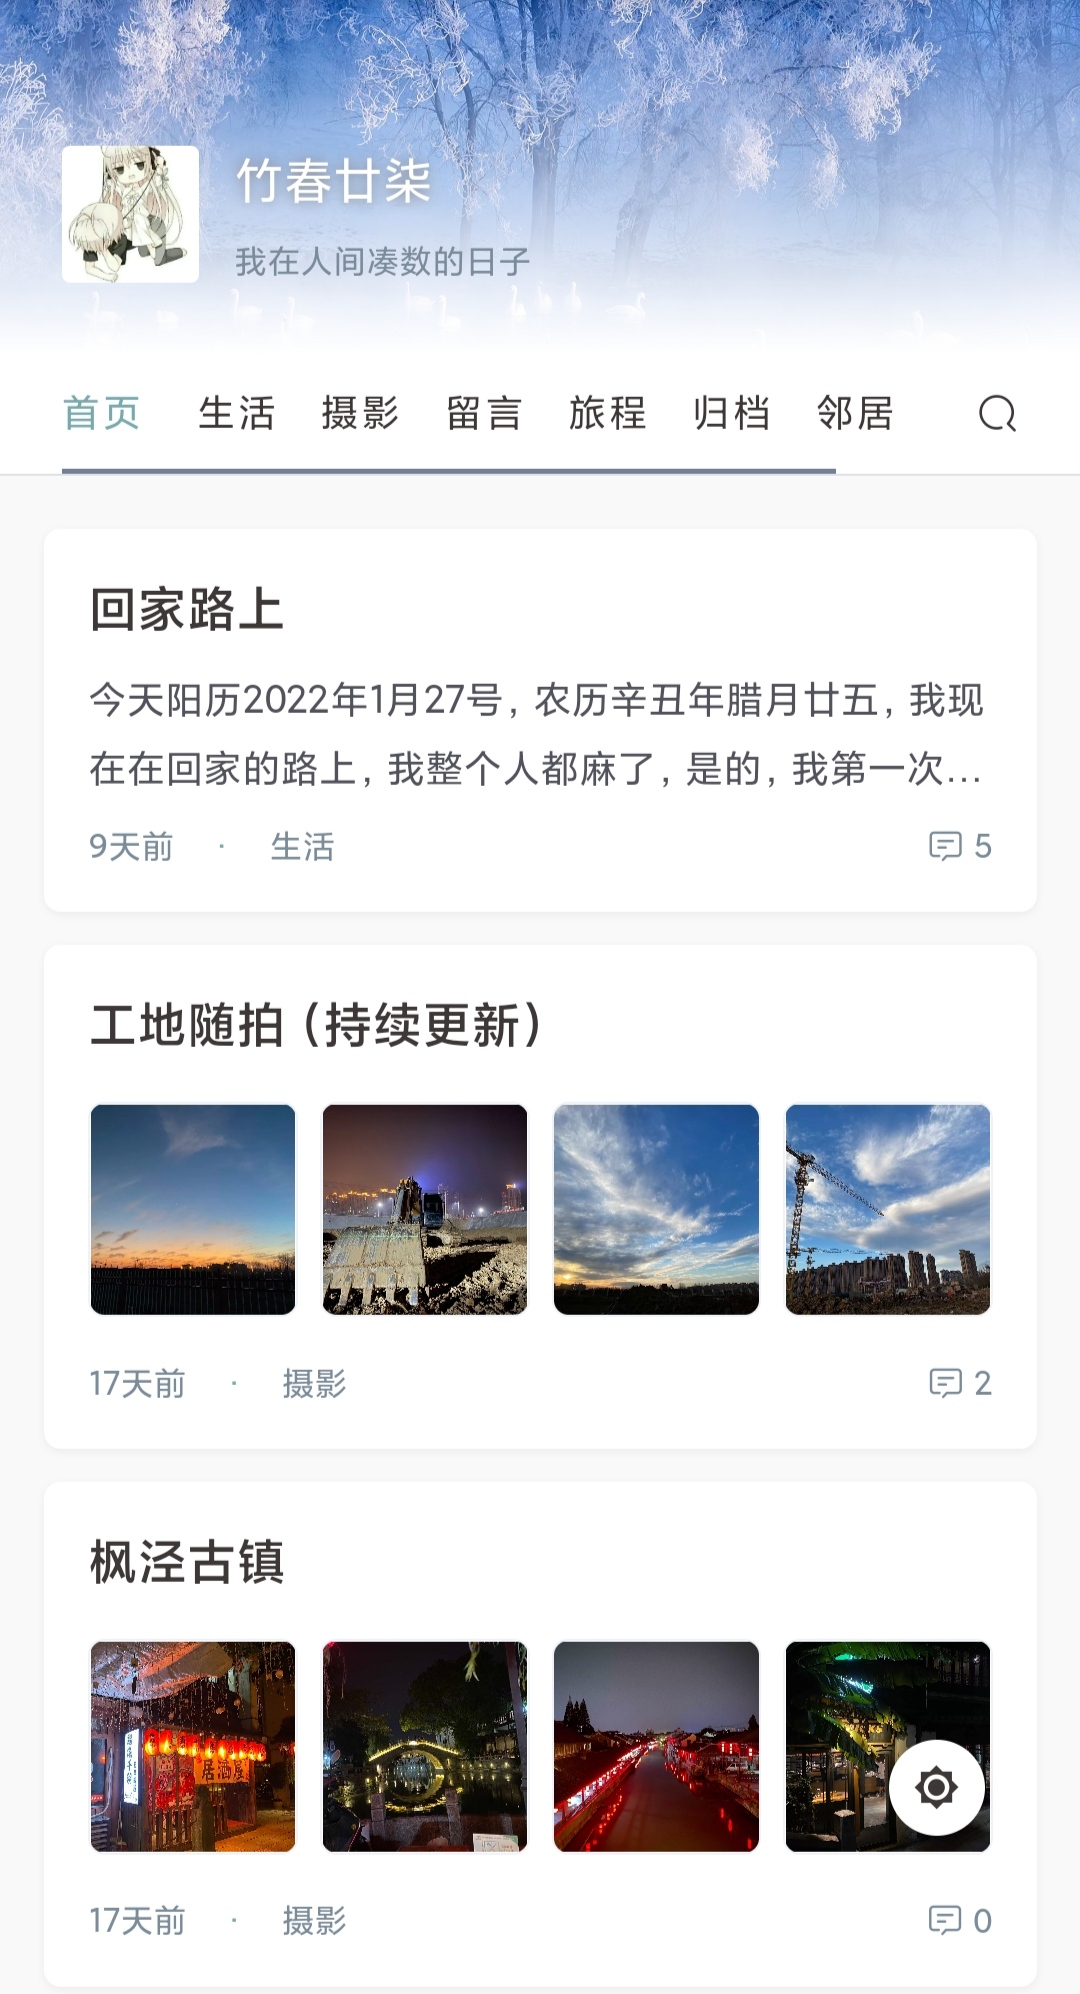 竹春廿柒
我在人间凑数的日子
首页 生活 摄影 留言 旅程 归档 邻居
回家路上
今天阳历2022年1月27号，农历辛丑年腊月廿五，我现
在在回家的路上，我整个人都麻了，是的，我第一次...
9天前 · 生活 5
工地随拍（持续更新）
17天前 · 摄影 2
枫泾古镇
居酒屋
17天前 · 摄影 0